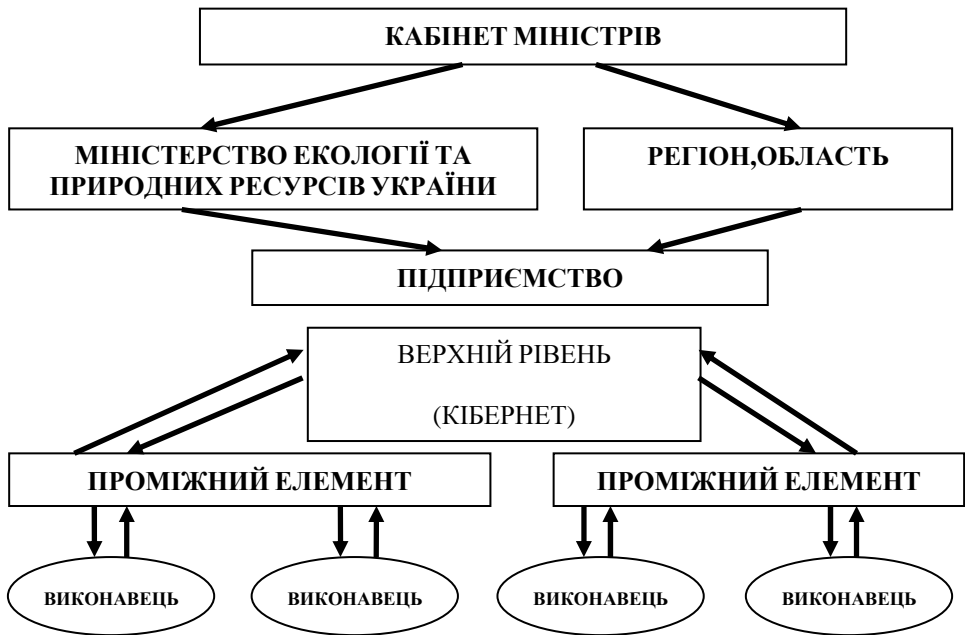 КАБІНЕТ МІНІСТРІВ
МІНІСТЕРСТВО ЕКОЛОГІЇ ТА
ПРИРОДНИХ РЕСУРСІВ УКРАЇНИ
РЕГІОН,ОБЛАСТЬ
ПІДПРИЄМСТВО
ВЕРХНІЙ РІВЕНЬ
(КІБЕРНЕТ)
ПРОМІЖНИЙ ЕЛЕМЕНТ
ПРОМІЖНИЙ ЕЛЕМЕНТ
ВИКОНАВЕЦЬ
ВИКОНАВЕЦЬ
ВИКОНАВЕЦЬ
ВИКОНАВЕЦЬ